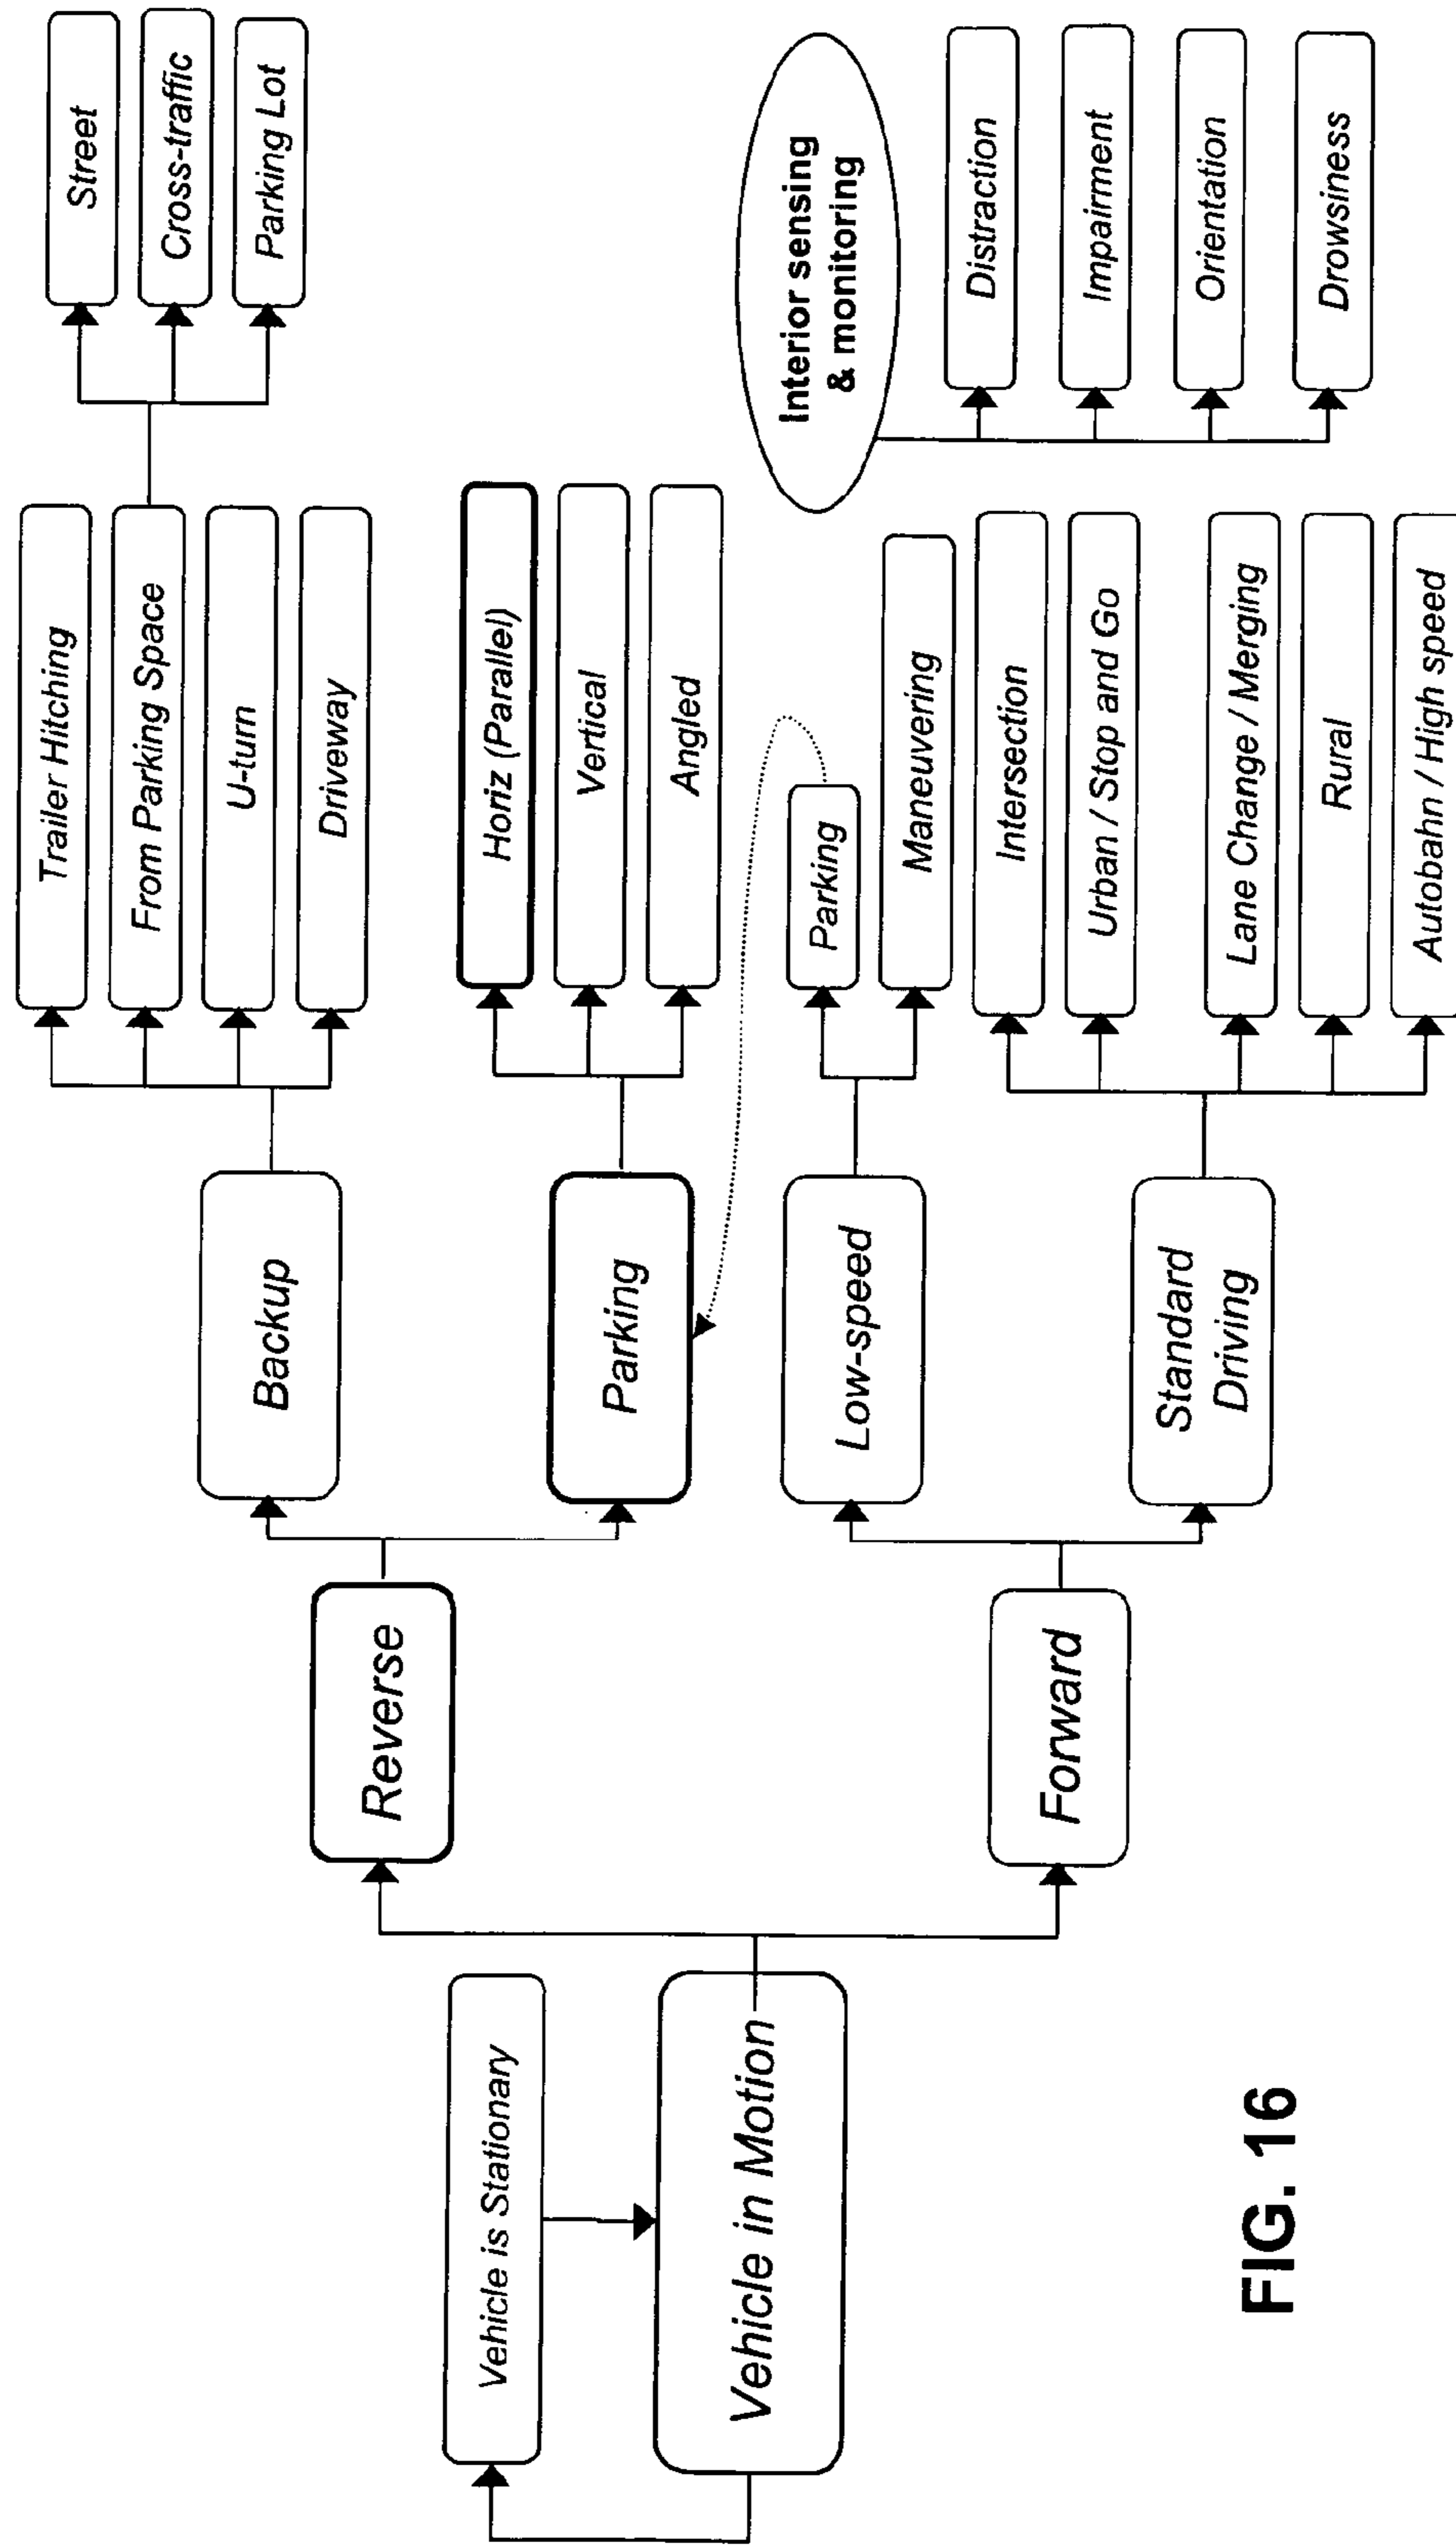 Vehicle is Stationary
Vehicle in Motion
Reverse
Forward
Backup
Parking
Low-speed
Standard
Driving
Trailer Hitching
From Parking Space
U-turn
Driveway
Horiz (Parallel)
Vertical
Angled
Parking
Maneuvering
Intersection
Urban / Stop and Go
Lane Change / Merging
Rural
Autobahn / High speed
Street
Cross-traffic
Parking Lot
Interior sensing
& monitoring
Distraction
Impairment
Orientation
Drowsiness
FIG. 16